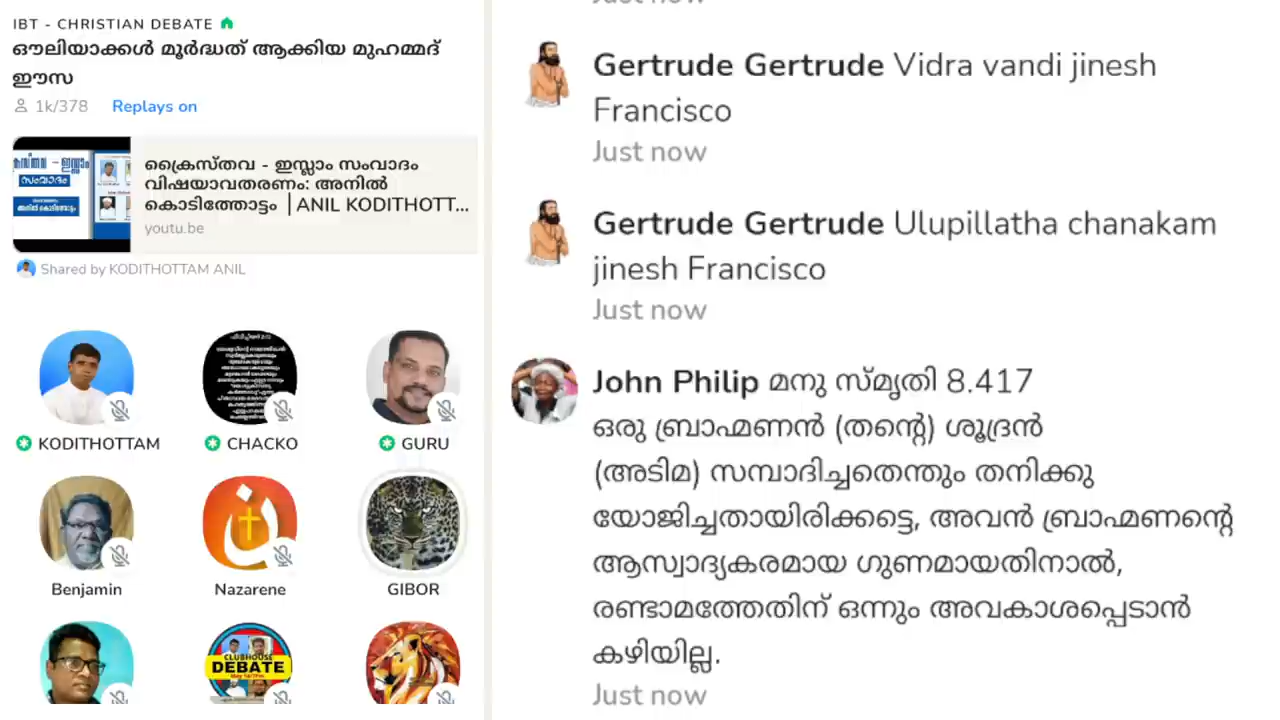 IBT - CHRISTIAN DEBATE
ഔലിയാക്കൾ മൂർദ്ധത് ആക്കിയ മുഹമ്മദ്
ഈസ
1k/378 Replays on
സംവാദം
ക്രൈസ്തവ - ഇസ്ലാം സംവാദം
വിഷയാവതരണം: അനിൽ
കൊടിത്തോട്ടം |ANIL KODITHOTT...
youtu.be
Shared by KODITHOTTAM ANIL
KODITHOTTAM
CHACKO
GURU
Benjamin
Nazarene
GIBOR
CLUBHOUSE
DEBATE
Just now
Gertrude Gertrude Vidra vandi jinesh
Francisco
Just now
Gertrude Gertrude Ulupillatha chanakam
jinesh Francisco
Just now
John Philip മനു സ്മൃതി 8.417
ഒരു ബ്രാഹ്മണൻ (തന്റെ) ശൂദ്രൻ
(അടിമ) സമ്പാദിച്ചതെന്തും തനിക്കു
യോജിച്ചതായിരിക്കട്ടെ, അവൻ ബ്രാഹ്മണന്റെ
ആസ്വാദ്യകരമായ ഗുണമായതിനാൽ,
രണ്ടാമത്തേതിന് ഒന്നും അവകാശപ്പെടാൻ
കഴിയില്ല.
Just now